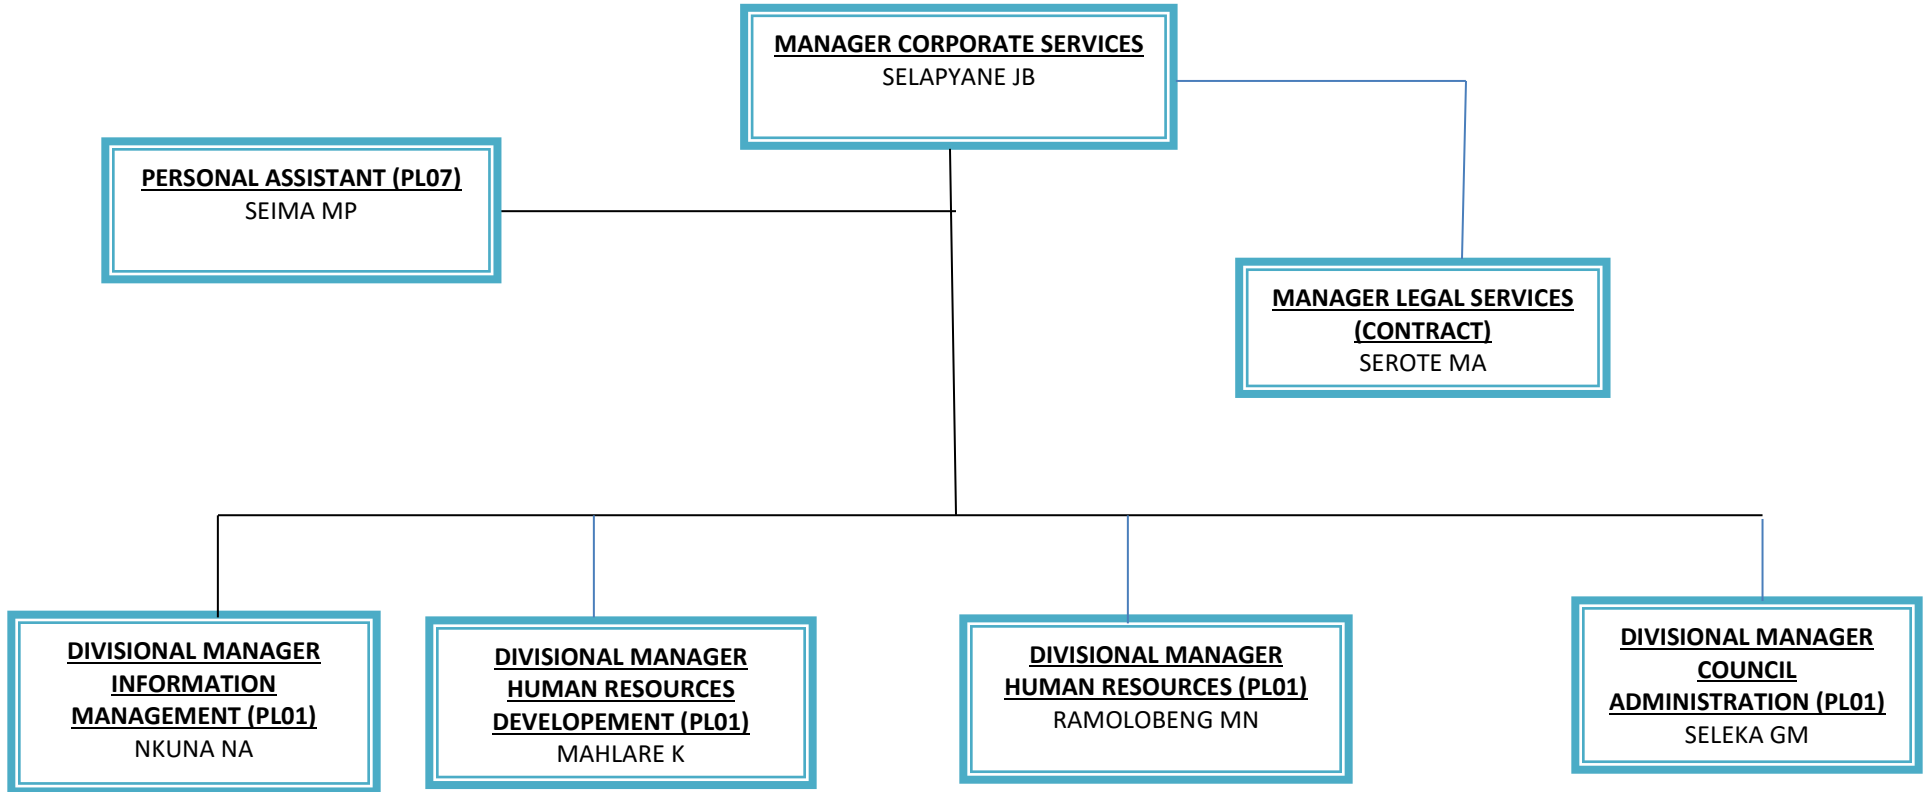 MANAGER CORPORATE SERVICES
SELAPYANE JB
PERSONAL ASSISTANT (PL07)
SEIMA MP
MANAGER LEGAL SERVICES
(CONTRACT)
SEROTE MA
DIVISIONAL MANAGER
INFORMATION
MANAGEMENT (PL01)
NKUNA NA
DIVISIONAL MANAGER
HUMAN RESOURCES
DEVELOPEMENT (PL01)
MAHLARE K
DIVISIONAL MANAGER
HUMAN RESOURCES (PL01)
RAMOLOBENG MN
DIVISIONAL MANAGER
COUNCIL
ADMINISTRATION (PL01)
SELEKA GM